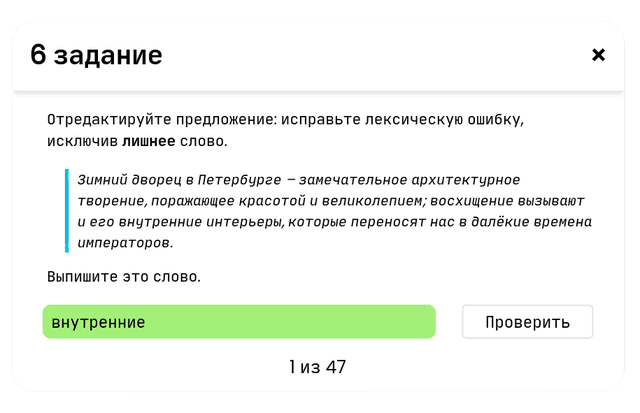 6 задание
×
Отредактируйте предложение: исправьте лексическую ошибку,
исключив лишнее слово.
Зимний дворец в Петербурге – замечательное архитектурное
творение, поражающее красотой и великолепием; восхищение вызывают
и его внутренние интерьеры, которые переносят нас в далёкие времена
императоров.
Выпишите это слово.
внутренние
Проверить
1 из 47